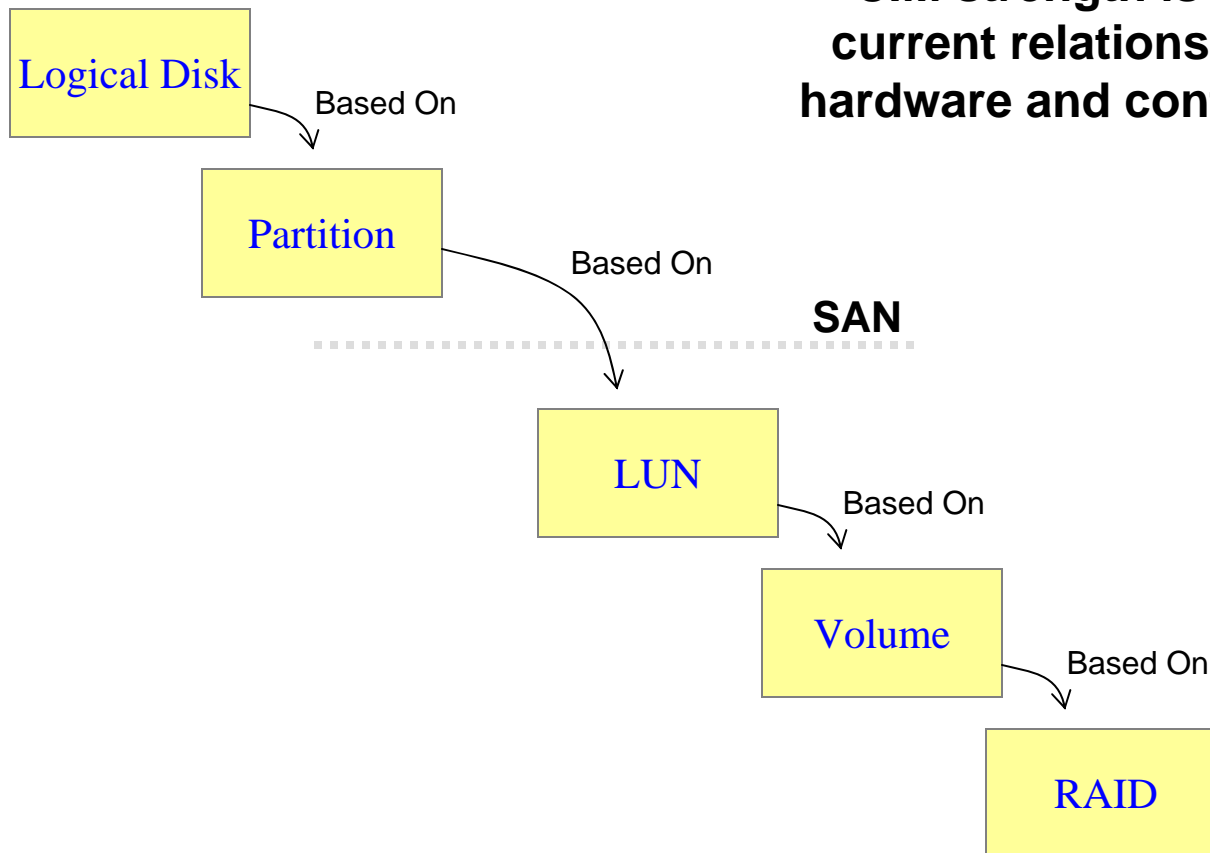 current relations
hardware and con
Logical Disk
Based On
Partition
Based On
SAN
LUN
Based On
Volume
Based On
RAID